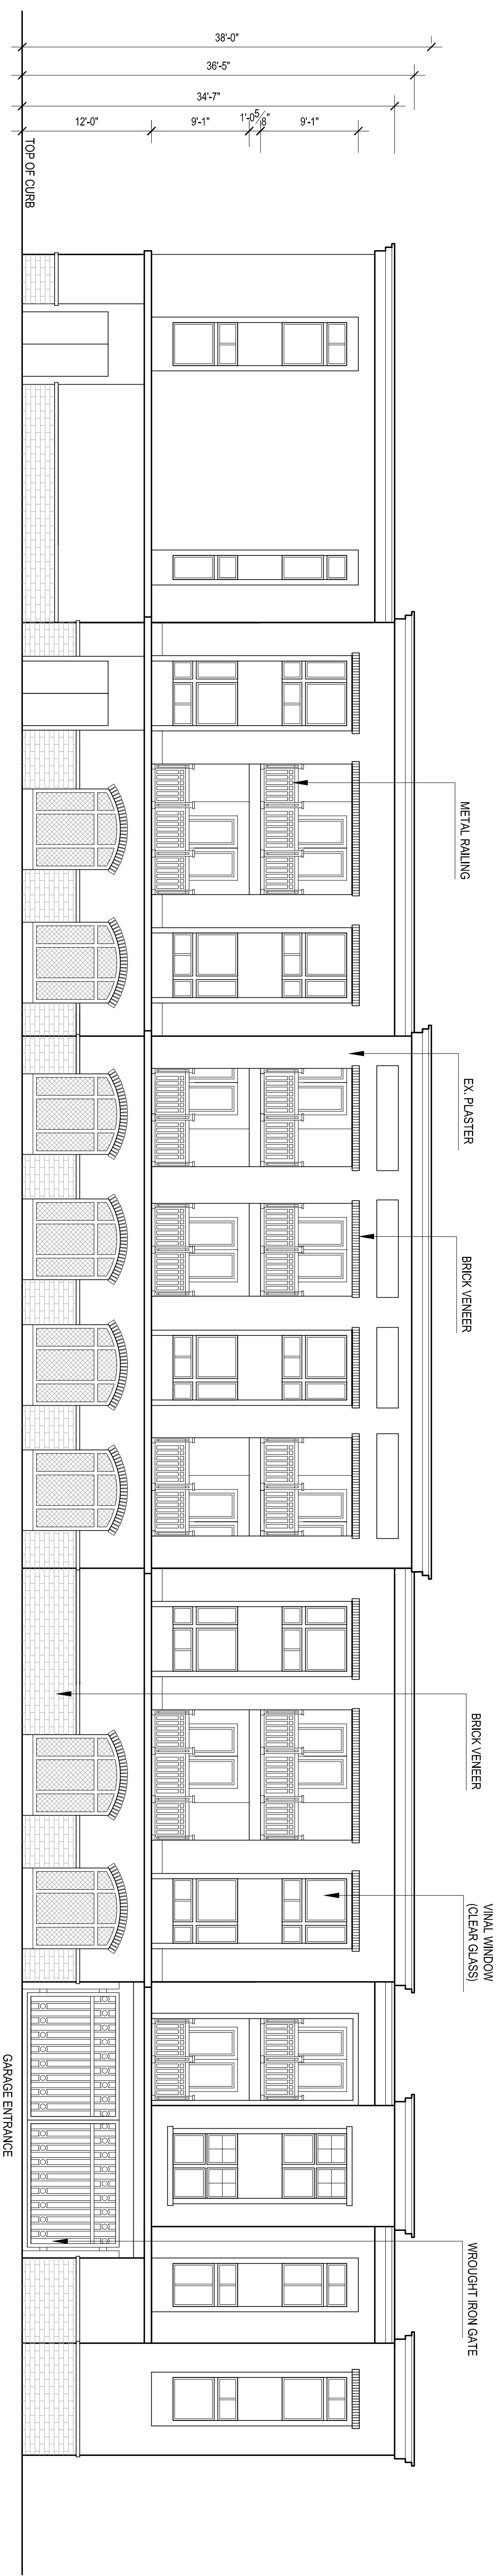 38'-0"
36'-5"
34'-7"
12'-0"
9'-1"
1'-0 5/8"
9'-1"
TOP OF CURB
METAL RAILING
EX. PLASTER
BRICK VENEER
BRICK VENEER
VINAL WINDOW
(CLEAR GLASS)
WROUGHT IRON GATE
GARAGE ENTRANCE